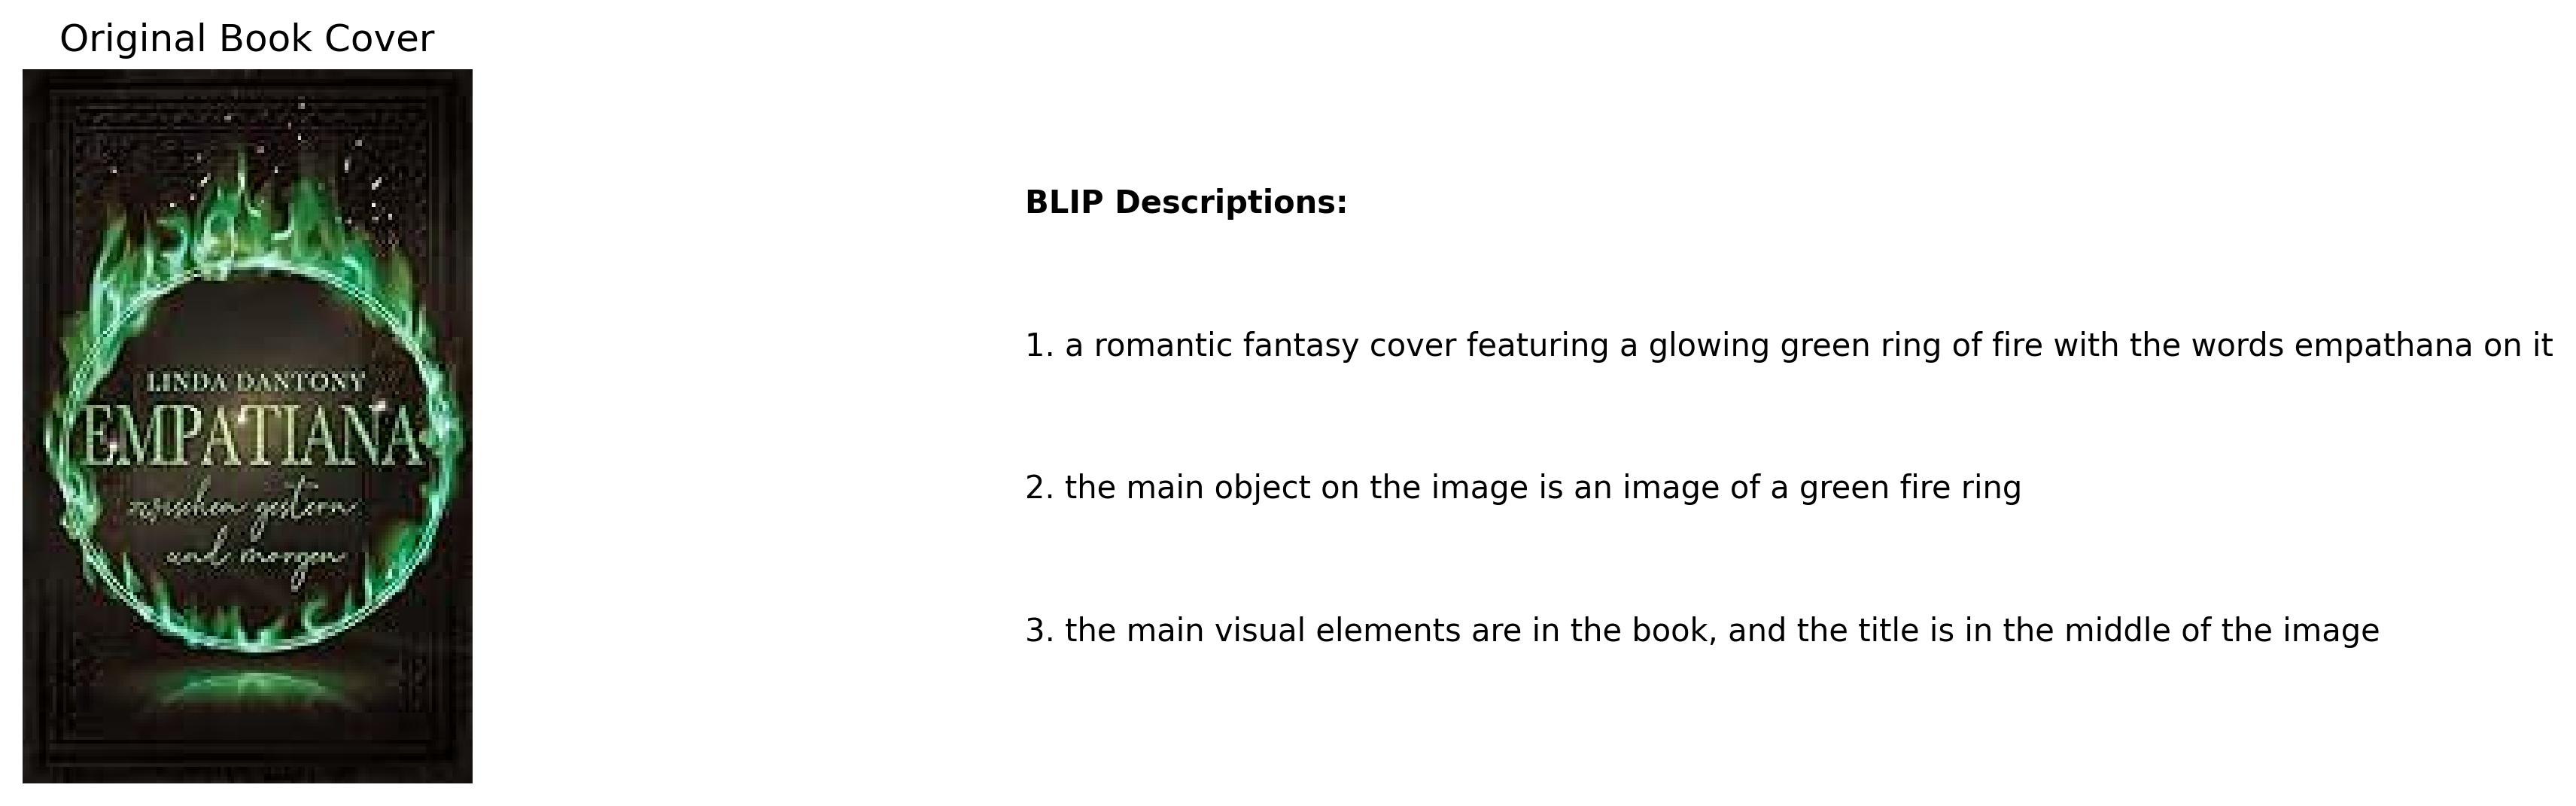 Original Book Cover
LINDA DANTONY
EMPATIANA
zwischen gestern
und morgen
BLIP Descriptions:
1. a romantic fantasy cover featuring a glowing green ring of fire with the words empathana on it
2. the main object on the image is an image of a green fire ring
3. the main visual elements are in the book, and the title is in the middle of the image